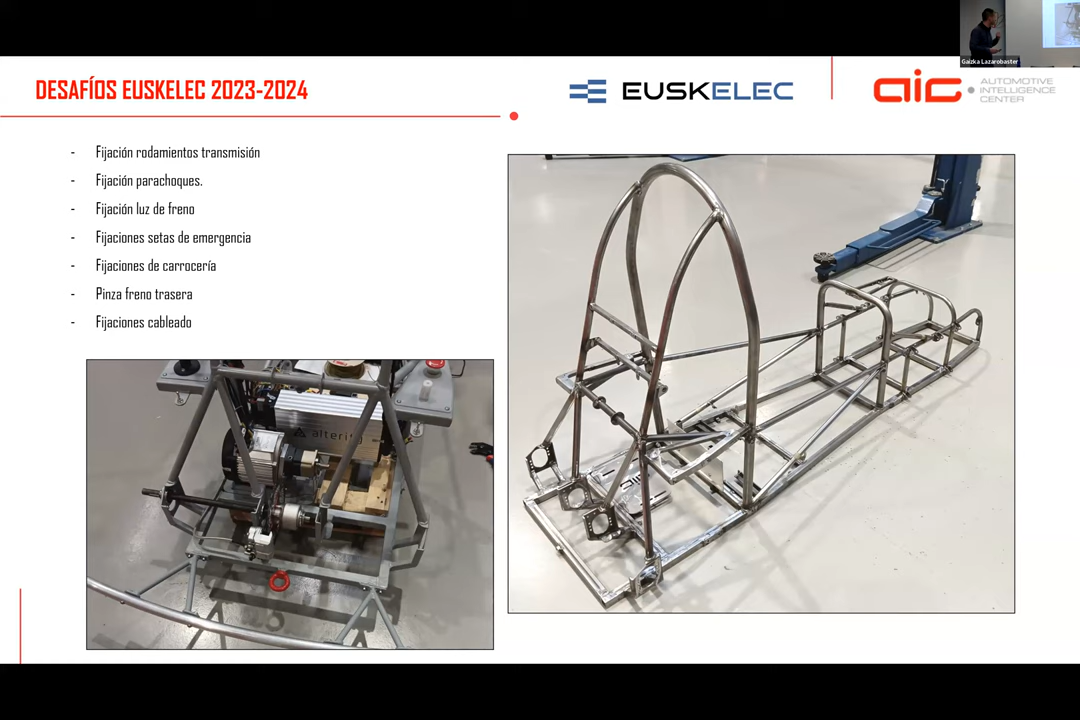 Gaizka Lazarobaster
DESAFÍOS EUSKELEC 2023-2024
EUSKELEC
aic
AUTOMOTIVE
INTELLIGENCE
CENTER
- Fijación rodamientos transmisión
- Fijación parachoques.
- Fijación luz de freno
- Fijaciones setas de emergencia
- Fijaciones de carrocería
- Pinza freno trasera
- Fijaciones cableado